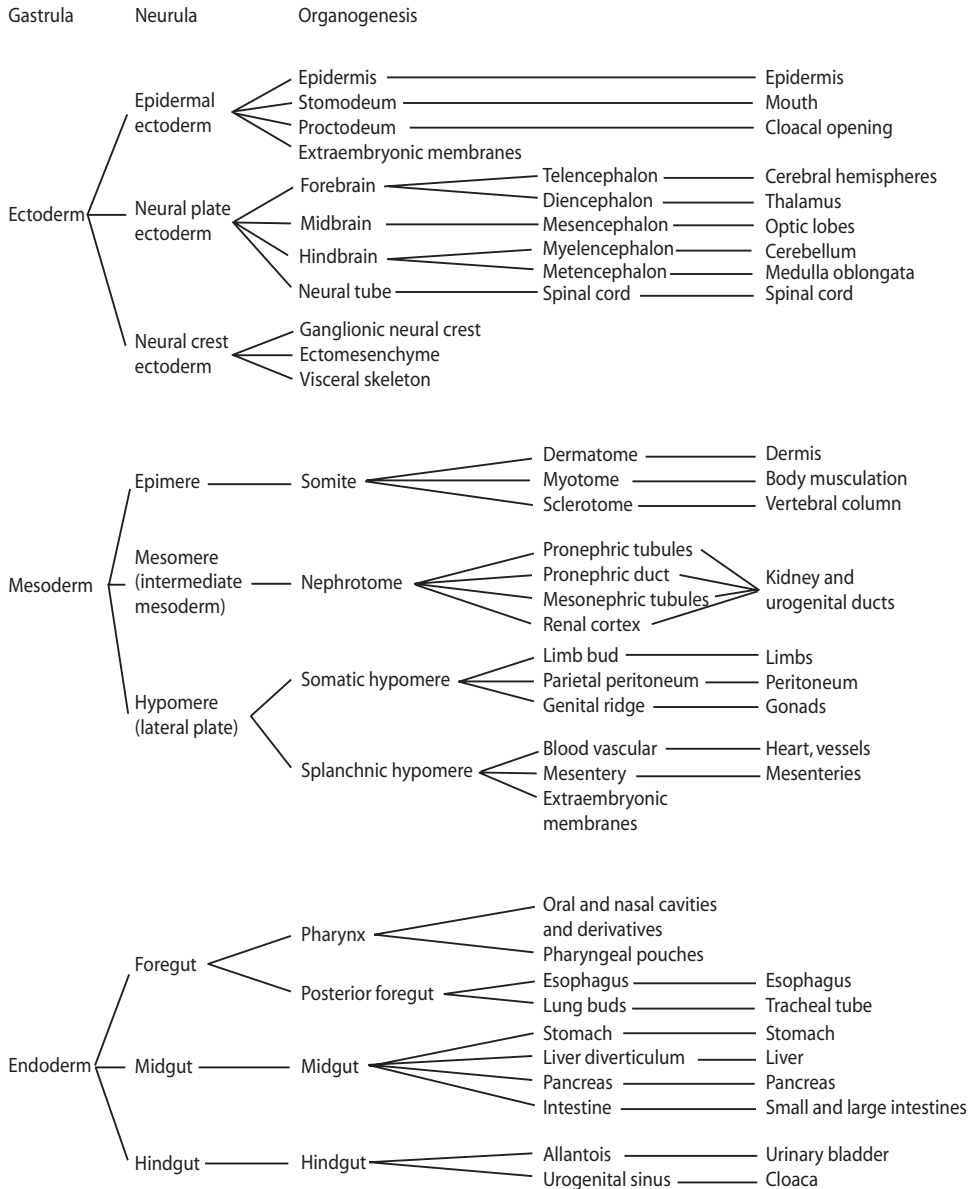 Gastrula Neurula Organogenesis
Epidermis Epidermis
Epidermal Stomodeum Mouth
ectoderm Proctodeum Cloacal opening
Extraembryonic membranes
Forebrain Telencephalon Cerebral hemispheres
Ectoderm Neural plate Diencephalon Thalamus
ectoderm Midbrain Mesencephalon Optic lobes
Hindbrain Myelencephalon Cerebellum
Metencephalon Medulla oblongata
Neural tube Spinal cord Spinal cord
Neural crest Ganglionic neural crest
ectoderm Ectomesenchyme
Visceral skeleton
Dermatome Dermis
Epimere Somite Myotome Body musculation
Sclerotome Vertebral column
Mesomere Pronephric tubules
Mesoderm (intermediate Nephrotome Pronephric duct Kidney and
mesoderm) Mesonephric tubules urogenital ducts
Renal cortex
Limb bud Limbs
Hypomere Somatic hypomere Parietal peritoneum Peritoneum
(lateral plate) Genital ridge Gonads
Blood vascular Heart, vessels
Splanchnic hypomere Mesentery Mesenteries
Extraembryonic
membranes
Oral and nasal cavities
Pharynx and derivatives
Foregut Pharyngeal pouches
Posterior foregut Esophagus Esophagus
Lung buds Tracheal tube
Stomach Stomach
Endoderm Midgut Midgut Liver diverticulum Liver
Pancreas Pancreas
Intestine Small and large intestines
Hindgut Hindgut Allantois Urinary bladder
Urogenital sinus Cloaca